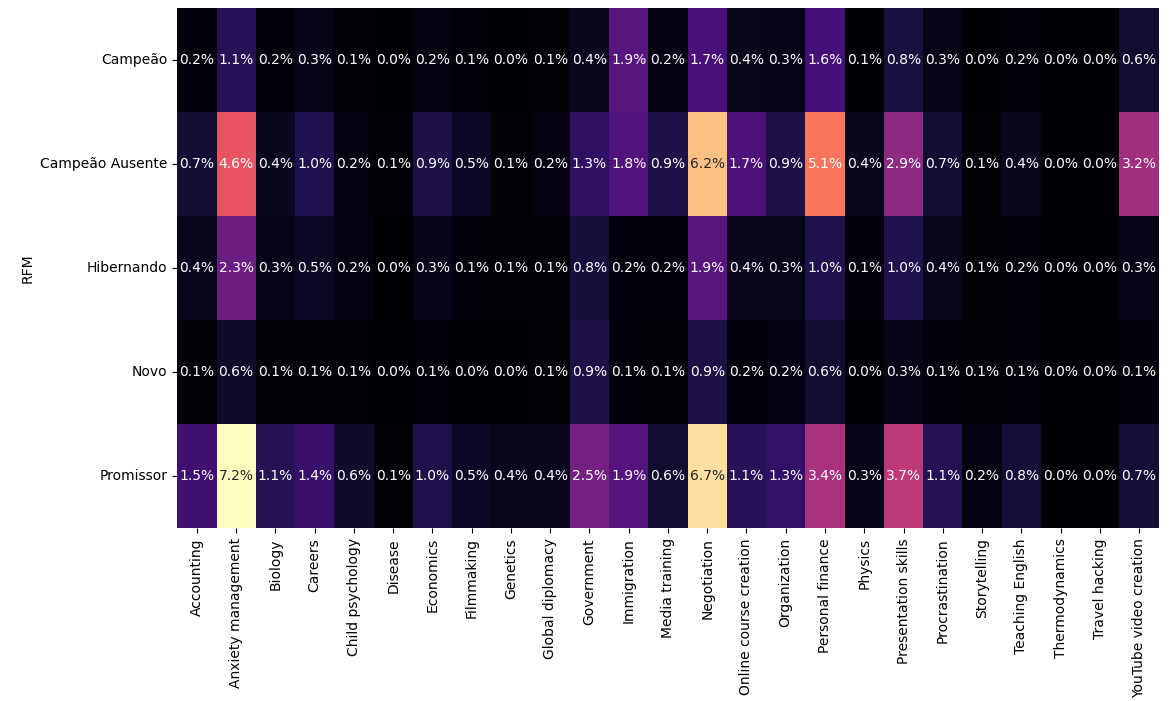 Campeão 0.2% 1.1% 0.2% 0.3% 0.1% 0.0% 0.2% 0.1% 0.0% 0.1% 0.4% 1.9% 0.2% 1.7% 0.4% 0.3% 1.6% 0.1% 0.8% 0.3% 0.0% 0.2% 0.0% 0.0% 0.6%
Campeão Ausente 0.7% 4.6% 0.4% 1.0% 0.2% 0.1% 0.9% 0.5% 0.1% 0.2% 1.3% 1.8% 0.9% 6.2% 1.7% 0.9% 5.1% 0.4% 2.9% 0.7% 0.1% 0.4% 0.0% 0.0% 3.2%
RFM
Hibernando 0.4% 2.3% 0.3% 0.5% 0.2% 0.0% 0.3% 0.1% 0.1% 0.1% 0.8% 0.2% 0.2% 1.9% 0.4% 0.3% 1.0% 0.1% 1.0% 0.4% 0.1% 0.2% 0.0% 0.0% 0.3%
Novo 0.1% 0.6% 0.1% 0.1% 0.1% 0.0% 0.1% 0.0% 0.0% 0.1% 0.9% 0.1% 0.1% 0.9% 0.2% 0.2% 0.6% 0.0% 0.3% 0.1% 0.1% 0.1% 0.0% 0.0% 0.1%
Promissor 1.5% 7.2% 1.1% 1.4% 0.6% 0.1% 1.0% 0.5% 0.4% 0.4% 2.5% 1.9% 0.6% 6.7% 1.1% 1.3% 3.4% 0.3% 3.7% 1.1% 0.2% 0.8% 0.0% 0.0% 0.7%
Accounting
Anxiety management
Biology
Careers
Child psychology
Disease
Economics
Filmmaking
Genetics
Global diplomacy
Government
Immigration
Media training
Negotiation
Online course creation
Organization
Personal finance
Physics
Presentation skills
Procrastination
Storytelling
Teaching English
Thermodynamics
Travel hacking
YouTube video creation